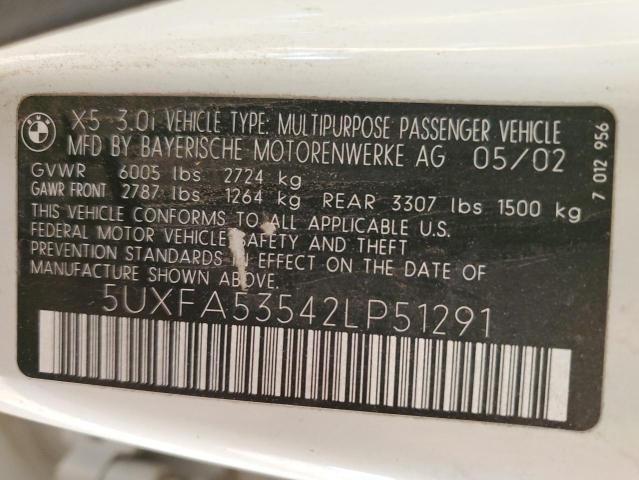 X5 3.0i VEHICLE TYPE: MULTIPURPOSE PASSENGER VEHICLE
MFD BY BAYERISCHE MOTORENWERKE AG 05/02
GVWR 6005 lbs 2724 kg
GAWR FRONT 2787 lbs 1264 kg REAR 3307 lbs 1500 kg
THIS VEHICLE CONFORMS TO ALL APPLICABLE U.S.
FEDERAL MOTOR VEHICLE SAFETY AND THEFT
PREVENTION STANDARDS IN EFFECT ON THE DATE OF
MANUFACTURE SHOWN ABOVE.
5UXFA53542LP51291
7 012 956
BMW